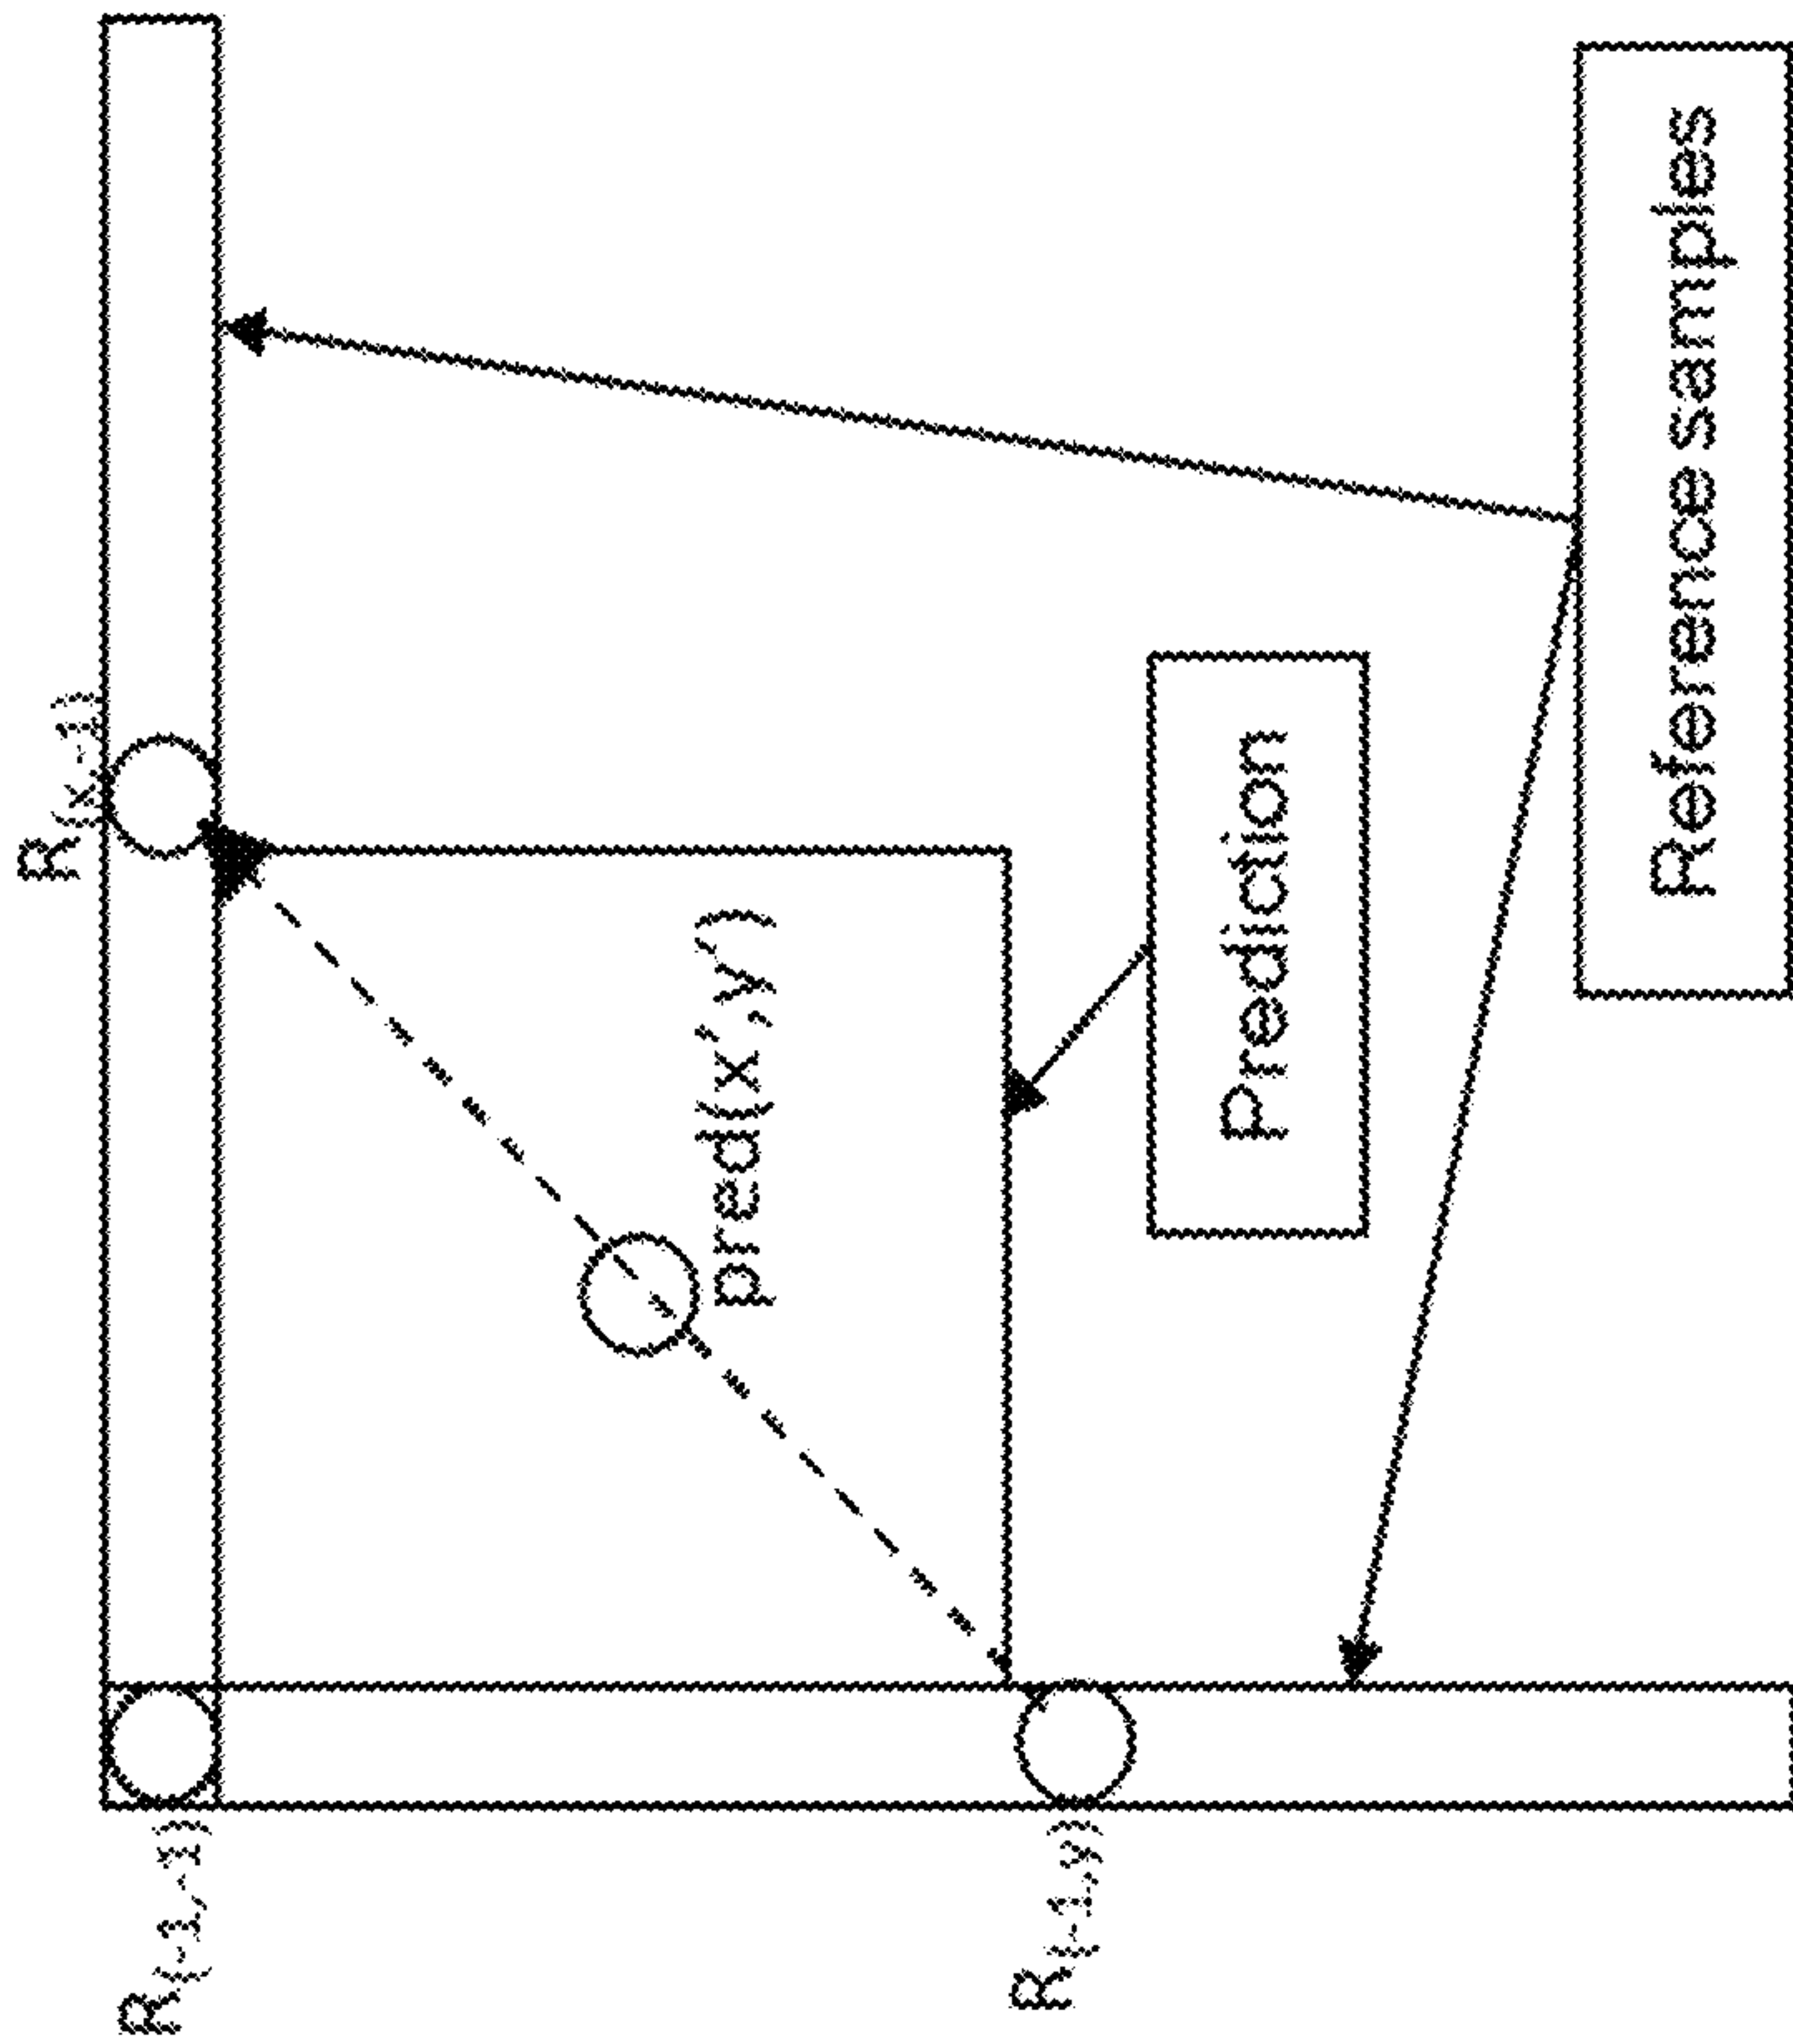 R(x,-1)
R(-1,-1)
pred(x',y')
R(-1,y)
Prediction
Reference samples